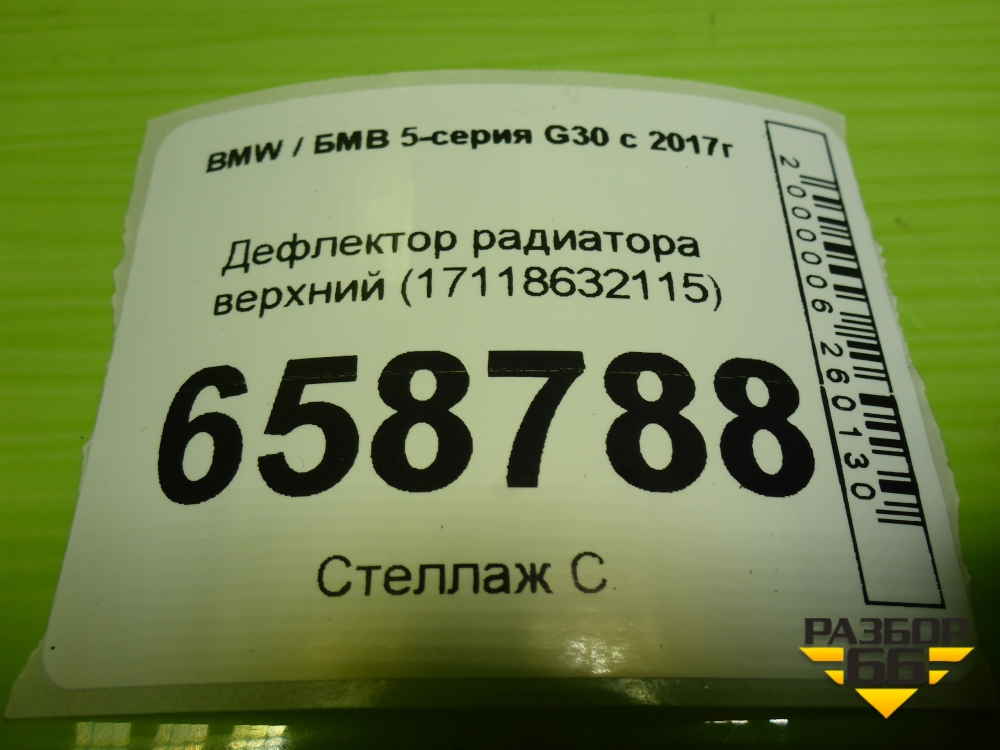 BMW / БМВ 5-серия G30 с 2017г
Дефлектор радиатора
верхний (17118632115)
658788
Стеллаж С
2000006260130
РАЗБОР
66